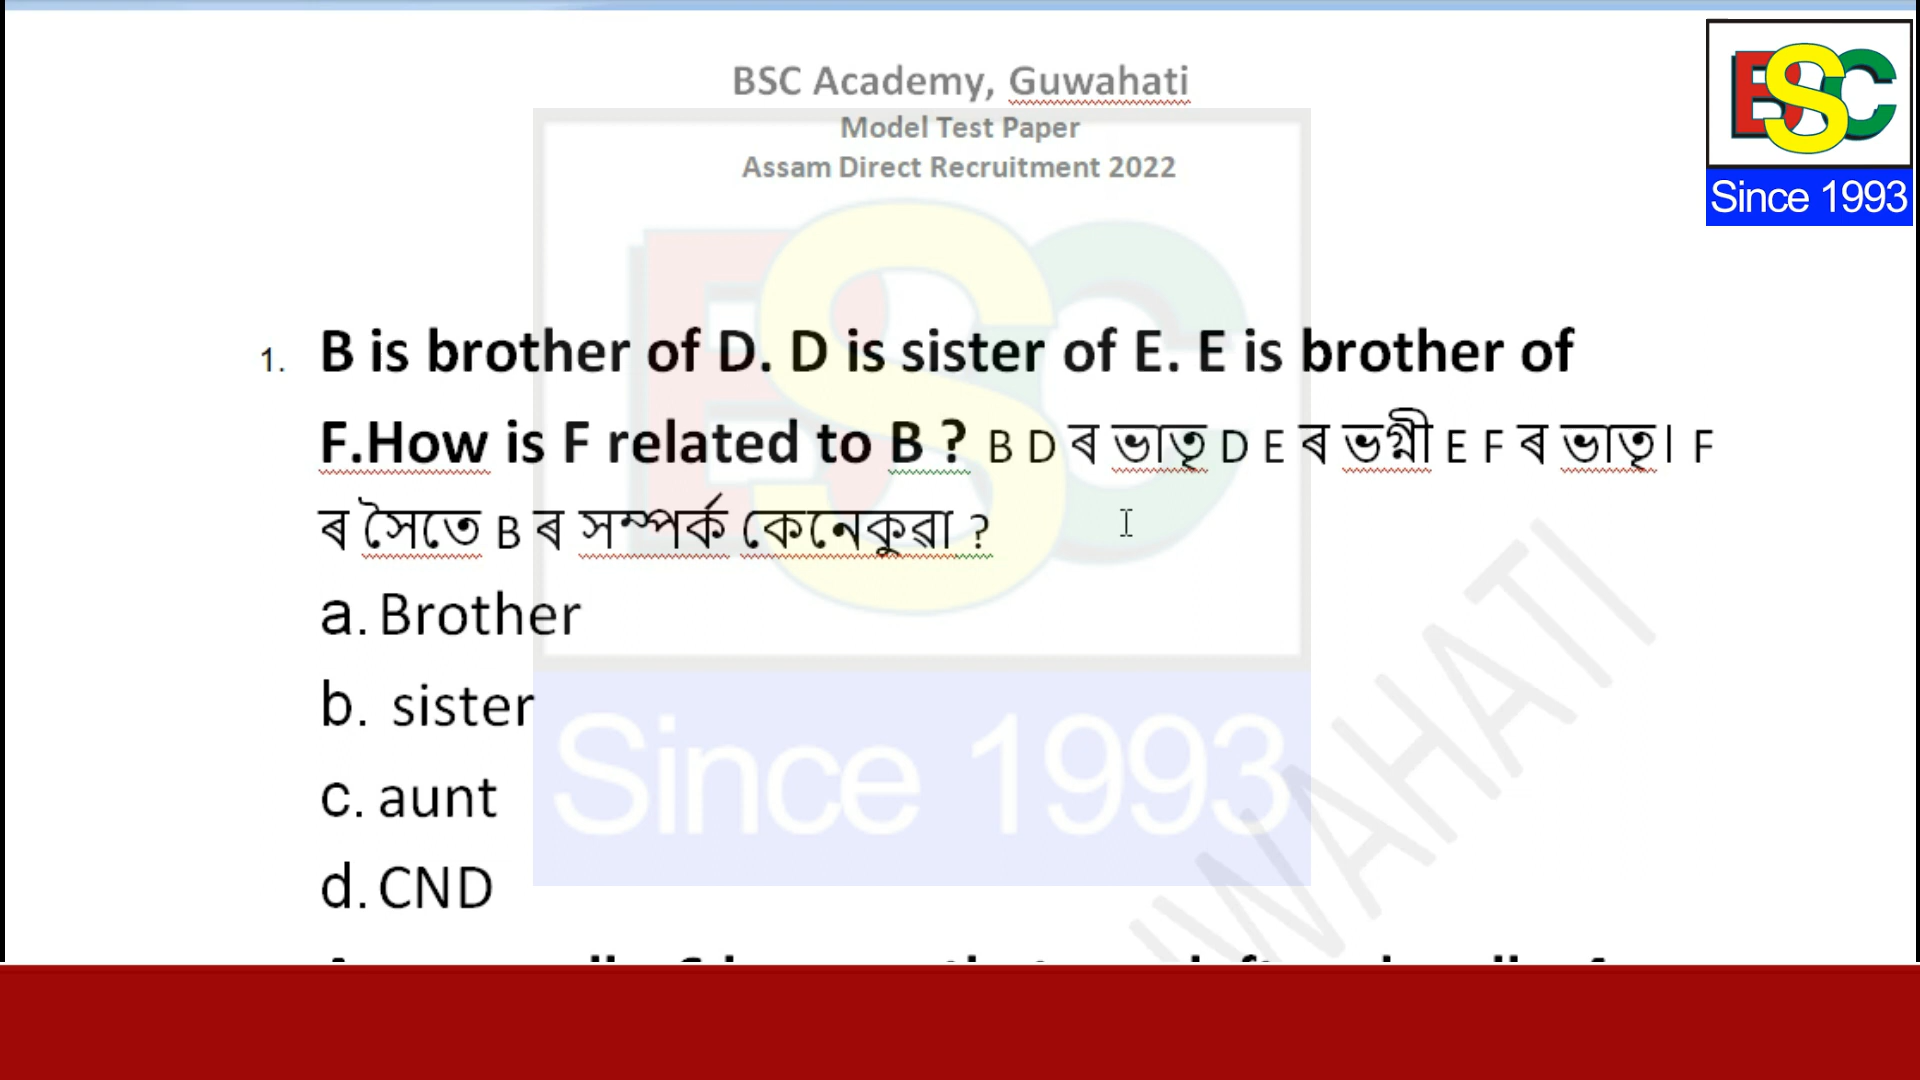 BSC Academy, Guwahati
BSC
Model Test Paper
Assam Direct Recruitment 2022
Since 1993
1. B is brother of D. D is sister of E. E is brother of
F.How is F related to B ? B D ৰ ভাতৃ D E ৰ ভগ্নী E F ৰ ভাতৃ। F
ৰ সৈতে B ৰ সম্পৰ্ক কেনেকুৱা ?
a. Brother
b. sister
c. aunt
d. CND
Since 1993
WAHATI